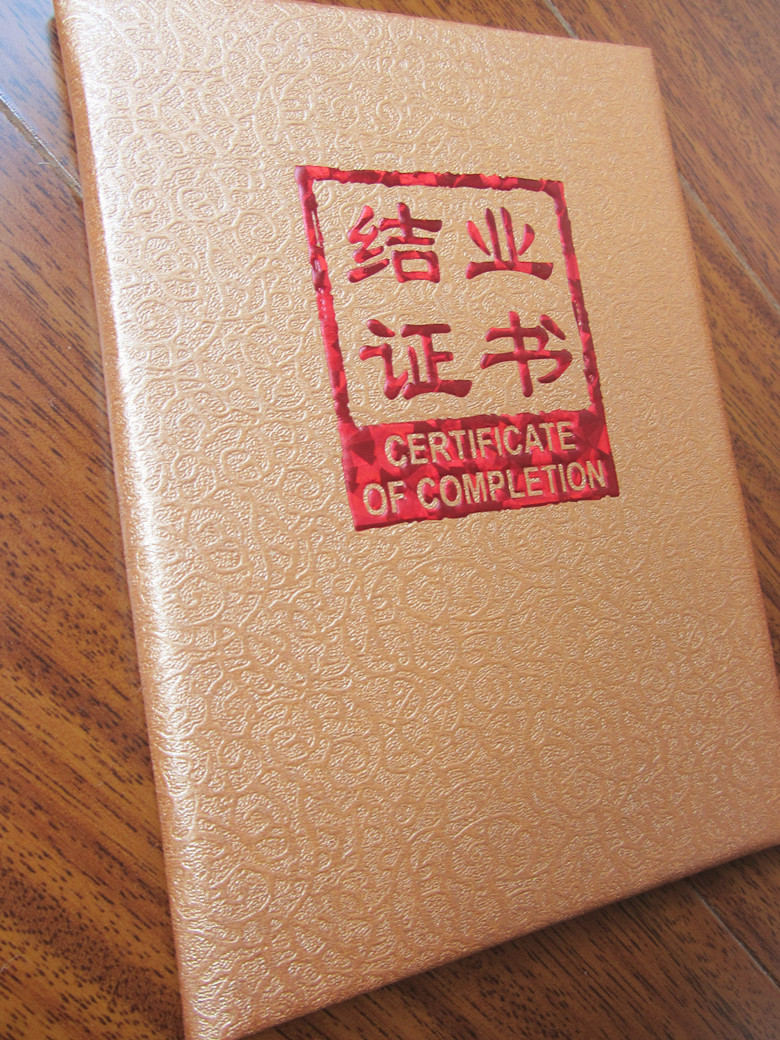 结业
证书
CERTIFICATE
OF COMPLETION